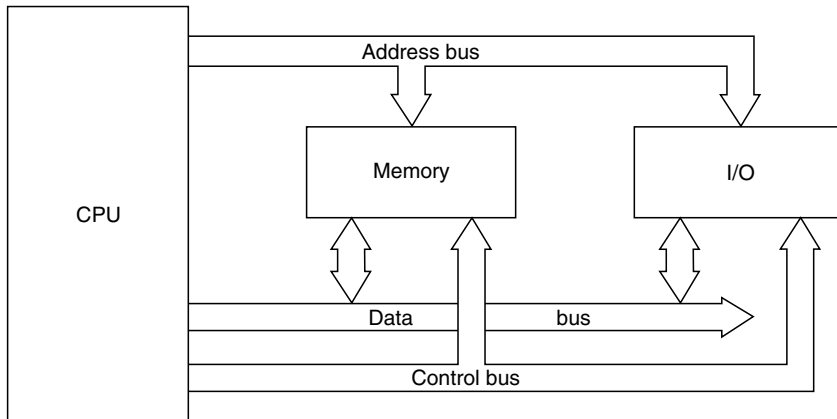 Address bus
Memory
I/O
CPU
Data bus
Control bus